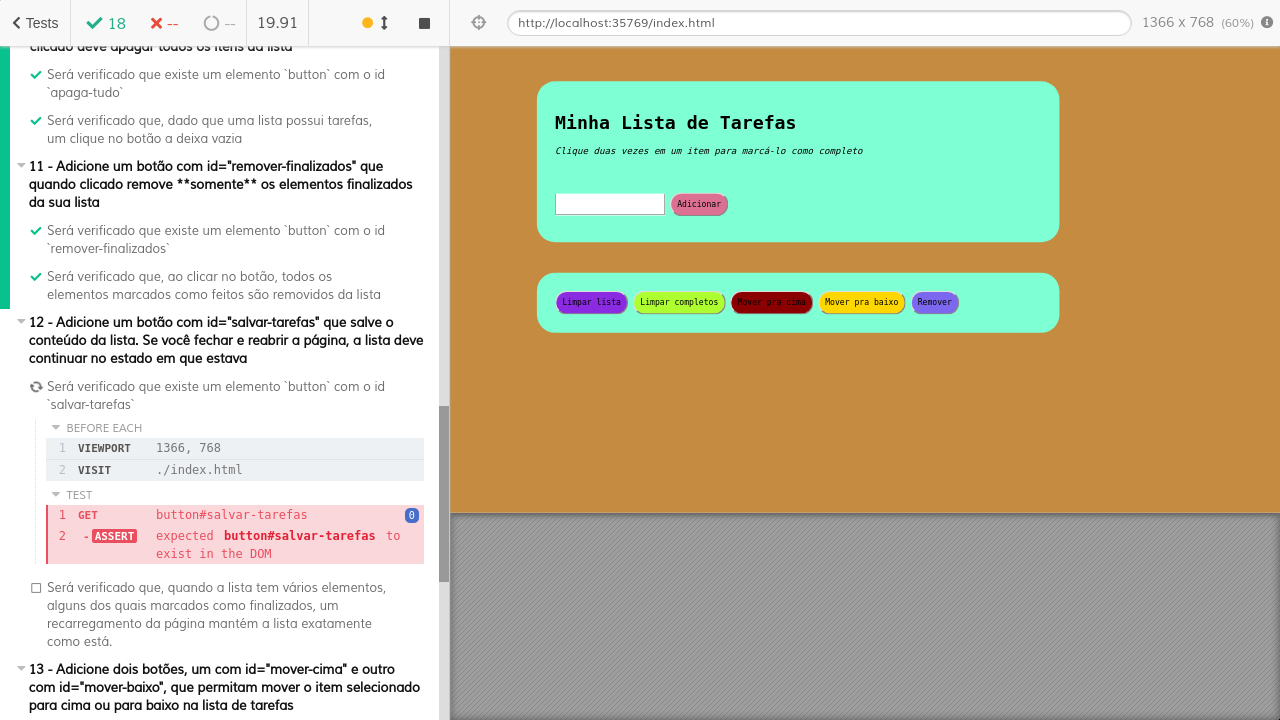 Tests 18 -- -- 19.91
http://localhost:35769/index.html 1366 x 768 (60%)
clicado deve apagar todos os itens da lista
Será verificado que existe um elemento `button` com o id
`apaga-tudo`
Será verificado que, dado que uma lista possui tarefas,
um clique no botão a deixa vazia
11 - Adicione um botão com id="remover-finalizados" que
quando clicado remove **somente** os elementos finalizados
da sua lista
Será verificado que existe um elemento `button` com o id
`remover-finalizados`
Será verificado que, ao clicar no botão, todos os
elementos marcados como feitos são removidos da lista
12 - Adicione um botão com id="salvar-tarefas" que salve o
conteúdo da lista. Se você fechar e reabrir a página, a lista deve
continuar no estado em que estava
Será verificado que existe um elemento `button` com o id
`salvar-tarefas`
BEFORE EACH
1 VIEWPORT 1366, 768
2 VISIT ./index.html
TEST
1 GET button#salvar-tarefas 0
2 -ASSERT expected button#salvar-tarefas to
exist in the DOM
Será verificado que, quando a lista tem vários elementos,
alguns dos quais marcados como finalizados, um
recarregamento da página mantém a lista exatamente
como está.
13 - Adicione dois botões, um com id="mover-cima" e outro
com id="mover-baixo", que permitam mover o item selecionado
para cima ou para baixo na lista de tarefas
Minha Lista de Tarefas
Clique duas vezes em um item para marcá-lo como completo
Adicionar
Limpar lista Limpar completos Mover pra cima Mover pra baixo Remover